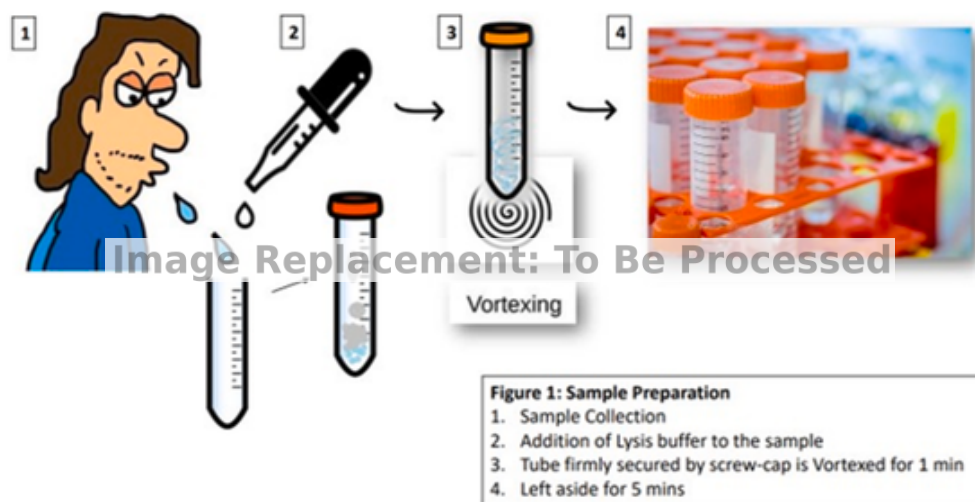 1
2
3
4
Image Replacement: To Be Processed
Vortexing
Figure 1: Sample Preparation
1. Sample Collection
2. Addition of Lysis buffer to the sample
3. Tube firmly secured by screw-cap is Vortexed for 1 min
4. Left aside for 5 mins